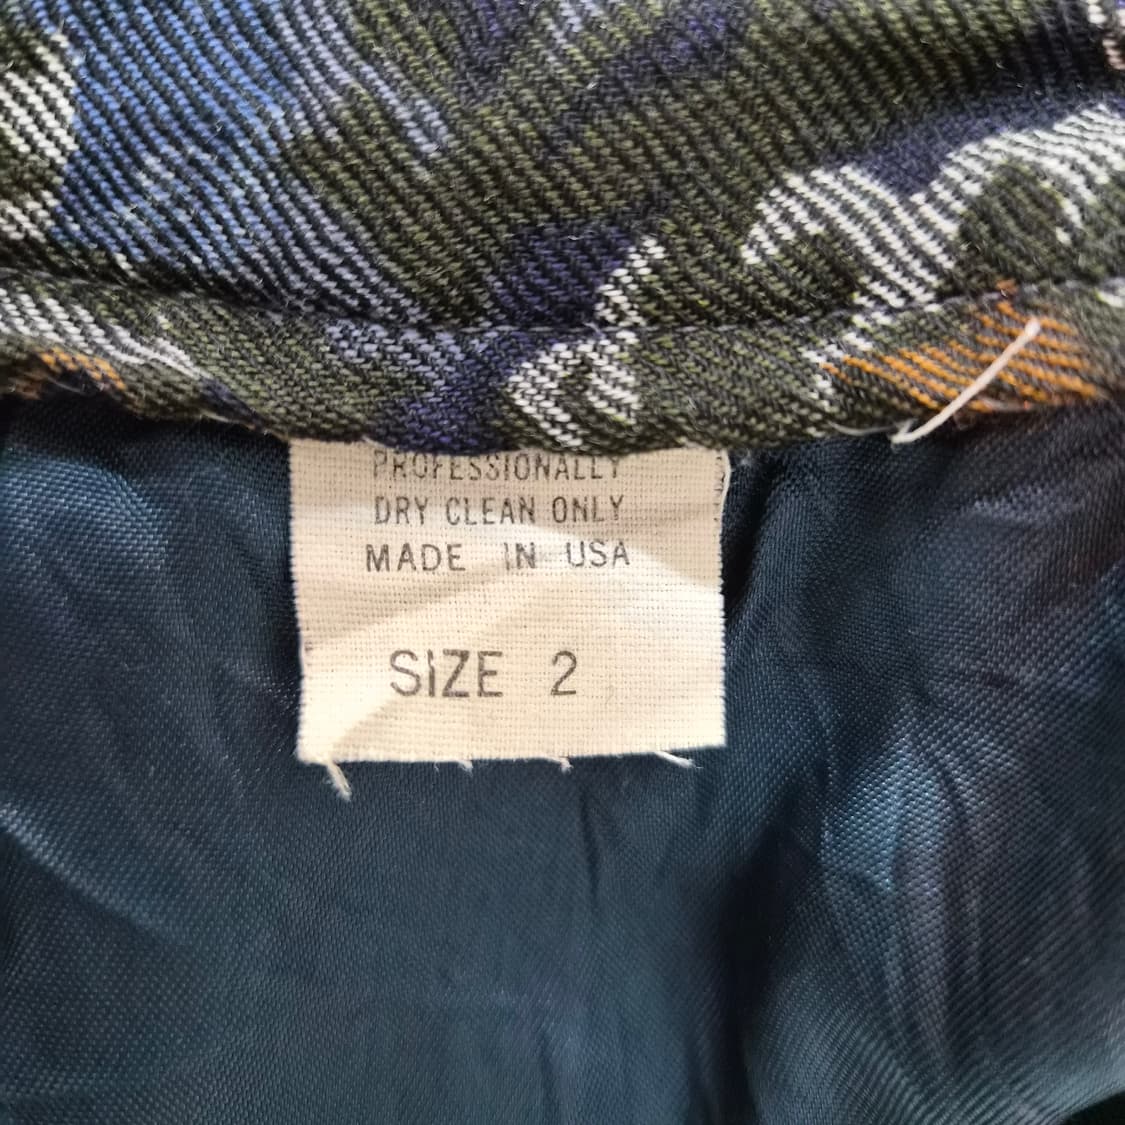 PROFESSIONALLY
DRY CLEAN ONLY
MADE IN USA
SIZE 2